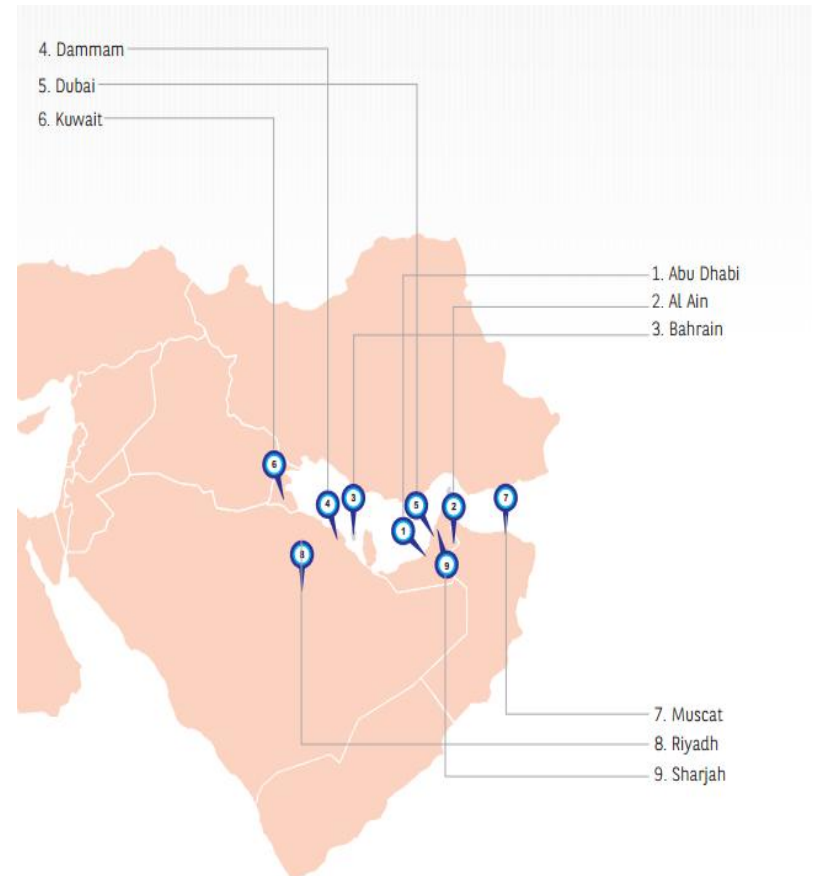 4. Dammam
5. Dubai
6. Kuwait
1. Abu Dhabi
2. Al Ain
3. Bahrain
6
4
3
1
5
2
7
8
9
7. Muscat
8. Riyadh
9. Sharjah